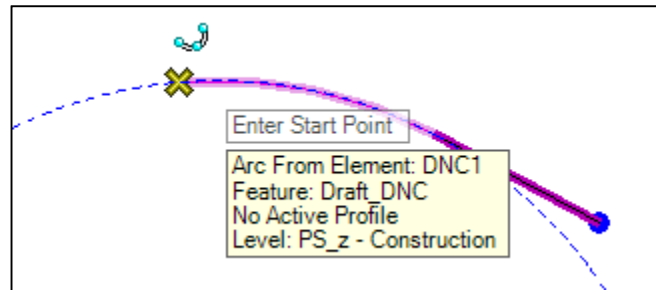 Enter Start Point
Arc From Element: DNC1
Feature: Draft_DNC
No Active Profile
Level: PS_z - Construction